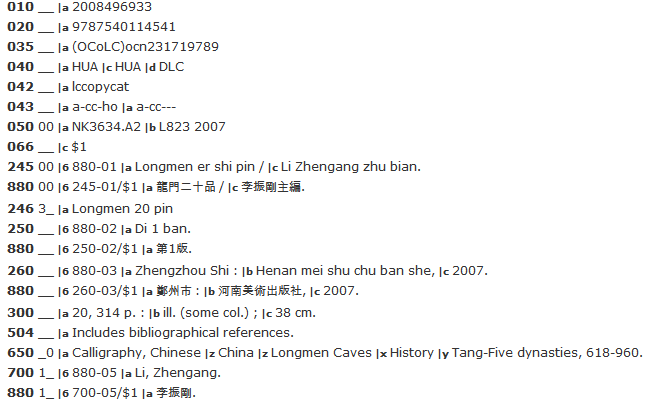 010 __ |a 2008496933
020 __ |a 9787540114541
035 __ |a (OCoLC)ocn231719789
040 __ |a HUA |c HUA |d DLC
042 __ |a lccopycat
043 __ |a a-cc-ho |a a-cc---
050 00 |a NK3634.A2 |b L823 2007
066 __ |c $1
245 00 |6 880-01 |a Longmen er shi pin / |c Li Zhengang zhu bian.
880 00 |6 245-01/$1 |a 龍門二十品 / |c 李振剛主編.
246 3_ |a Longmen 20 pin
250 __ |6 880-02 |a Di 1 ban.
880 __ |6 250-02/$1 |a 第1版.
260 __ |6 880-03 |a Zhengzhou Shi : |b Henan mei shu chu ban she, |c 2007.
880 __ |6 260-03/$1 |a 鄭州市 : |b 河南美術出版社, |c 2007.
300 __ |a 20, 314 p. : |b ill. (some col.) ; |c 38 cm.
504 __ |a Includes bibliographical references.
650 _0 |a Calligraphy, Chinese |z China |z Longmen Caves |x History |y Tang-Five dynasties, 618-960.
700 1_ |6 880-05 |a Li, Zhengang.
880 1_ |6 700-05/$1 |a 李振剛.